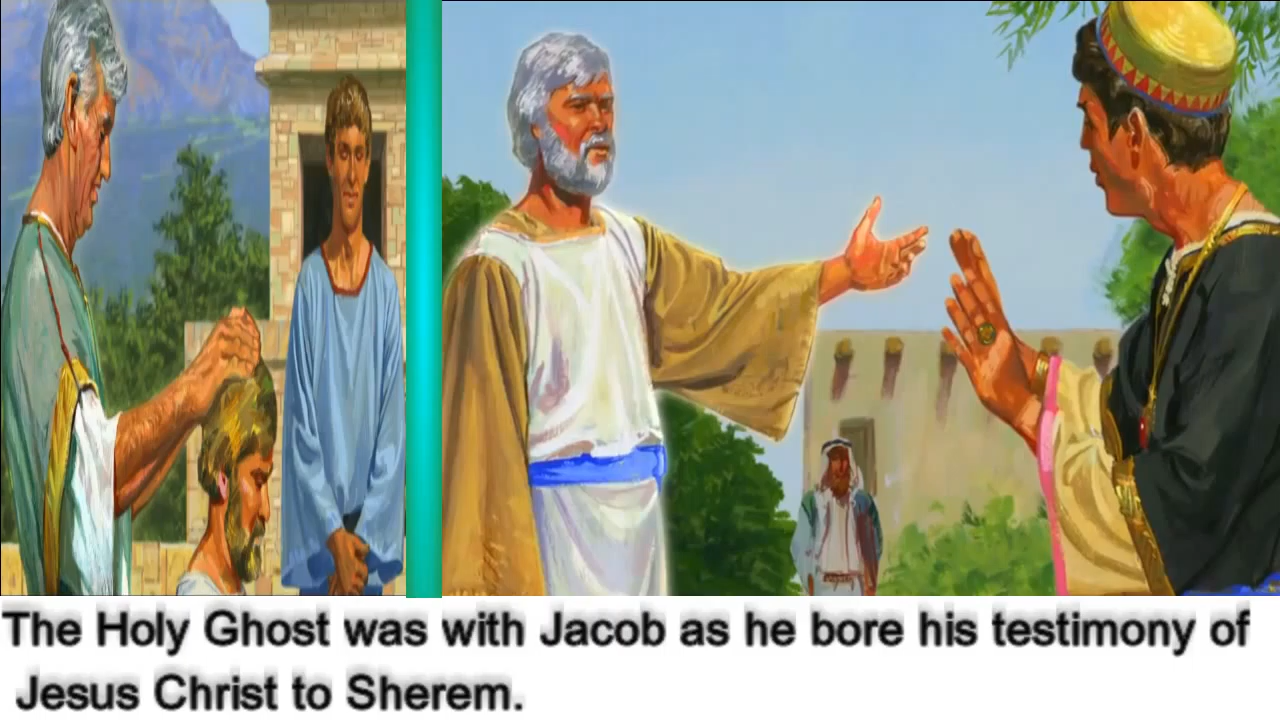 The Holy Ghost was with Jacob as he bore his testimony of
Jesus Christ to Sherem.